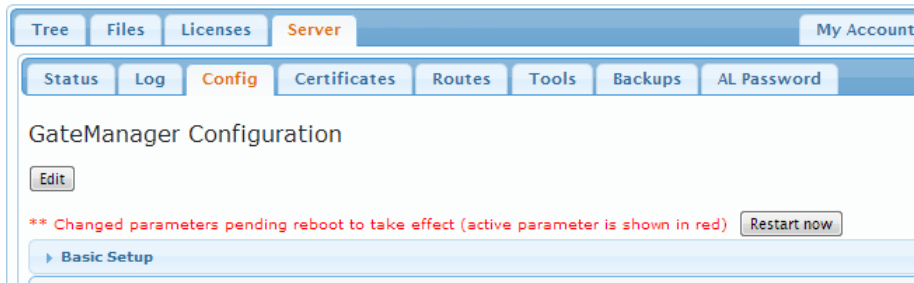 Tree Files Licenses Server My Account
Status Log Config Certificates Routes Tools Backups AL Password
GateManager Configuration
Edit
** Changed parameters pending reboot to take effect (active parameter is shown in red) Restart now
Basic Setup